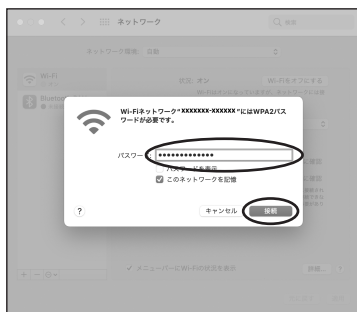 ネットワーク
検索
ネットワーク環境: 自動
Wi-Fi
状況: オン
Wi-Fiをオフにする
Wi-Fiネットワーク“XXXXXXX-XXXXXX”にはWPA2パス
ワードが必要です。
パスワード:
パスワードを表示
このネットワークを記憶
?
キャンセル
接続
メニューバーにWi-Fiの状況を表示
詳細...
?